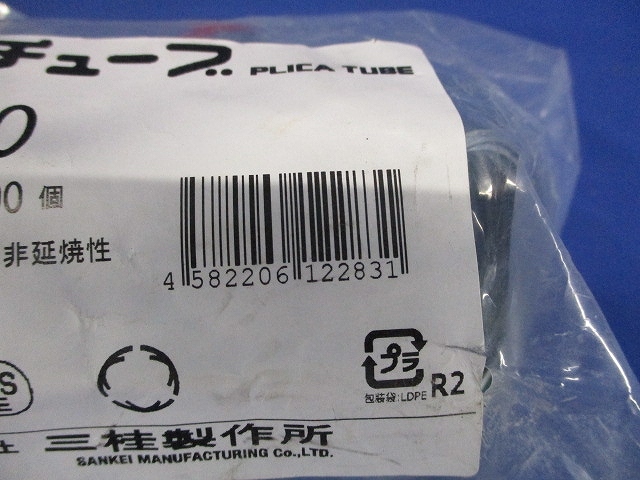 チューブ. PLICA TUBE
0
00 個
非延焼性
4 582206 122831
S
E
プラ
包装袋:LDPE R2
三桂製作所
SANKEI MANUFACTURING Co.,LTD.